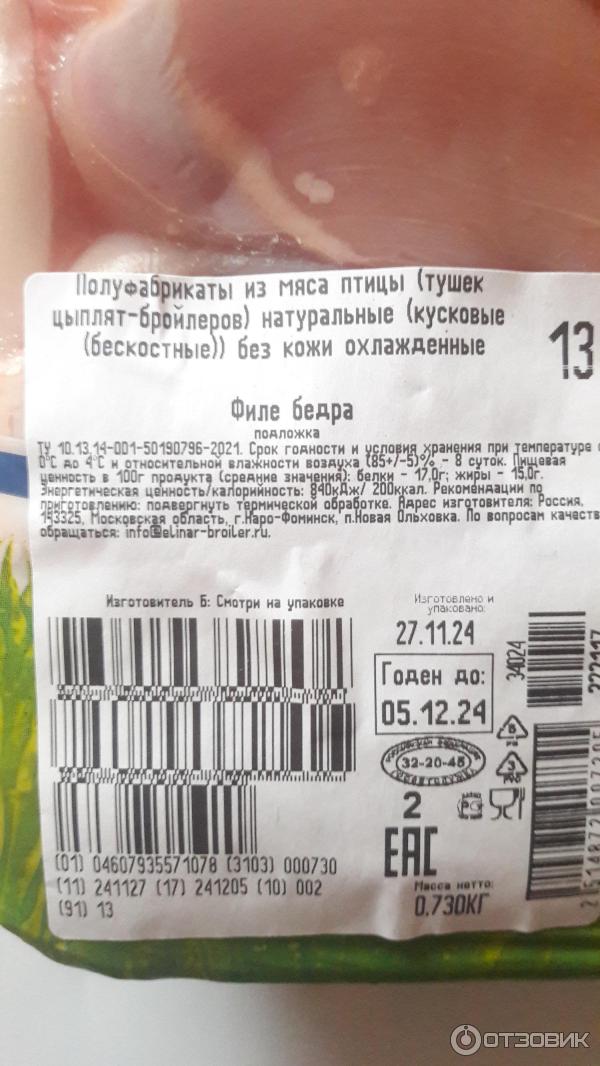 Полуфабрикаты из мяса птицы (тушек
цыплят-бройлеров) натуральные (кусковые
(бескостные)) без кожи охлажденные
13
Филе бедра
подложка
ТУ 10.13.14-001-50190796-2021. Срок годности и условия хранения при температуре
0°С до 4°С и относительной влажности воздуха (85+/-5)% - 8 суток. Пищевая
ценность в 100г продукта (средние значения): белки - 17,0г; жиры - 15,0г.
Энергетическая ценность/калорийность: 840кДж/ 200ккал. Рекомендации по
приготовлению: подвергнуть термической обработке. Адрес изготовителя: Россия,
143325, Московская область, г.Наро-Фоминск, п.Новая Ольховка. По вопросам качеств
обращаться: info@elinar-broiler.ru.
Изготовитель Б: Смотри на упаковке
Изготовлено и
упаковано:
27.11.24
Годен до:
05.12.24
34024
32-20-45
2
EAC
Масса нетто:
0.730КГ
(01) 04607935571078 (3103) 000730
(11) 241127 (17) 241205 (10) 002
(91) 13
ОТЗОВИК